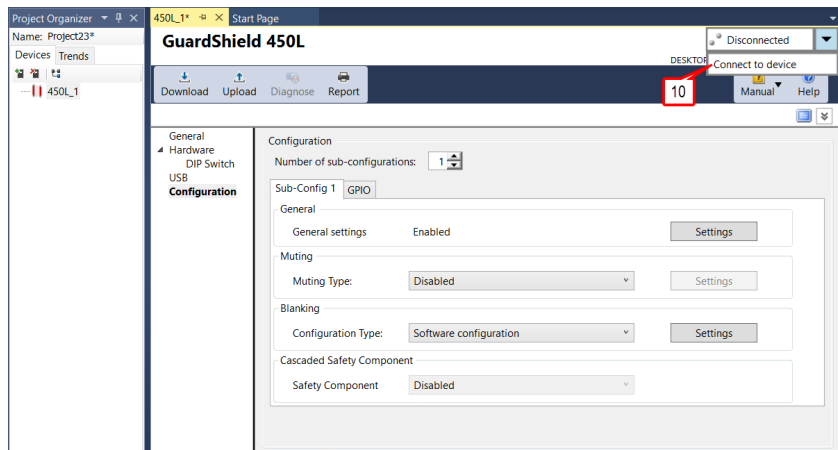 Project Organizer
Name: Project23*
Devices Trends
450L_1
450L_1* Start Page
GuardShield 450L
Disconnected
DESKTOP
Connect to device
10
Download Upload Diagnose Report
Manual Help
General
Hardware
DIP Switch
USB
Configuration
Configuration
Number of sub-configurations: 1
Sub-Config 1 GPIO
General
General settings Enabled Settings
Muting
Muting Type: Disabled Settings
Blanking
Configuration Type: Software configuration Settings
Cascaded Safety Component
Safety Component Disabled